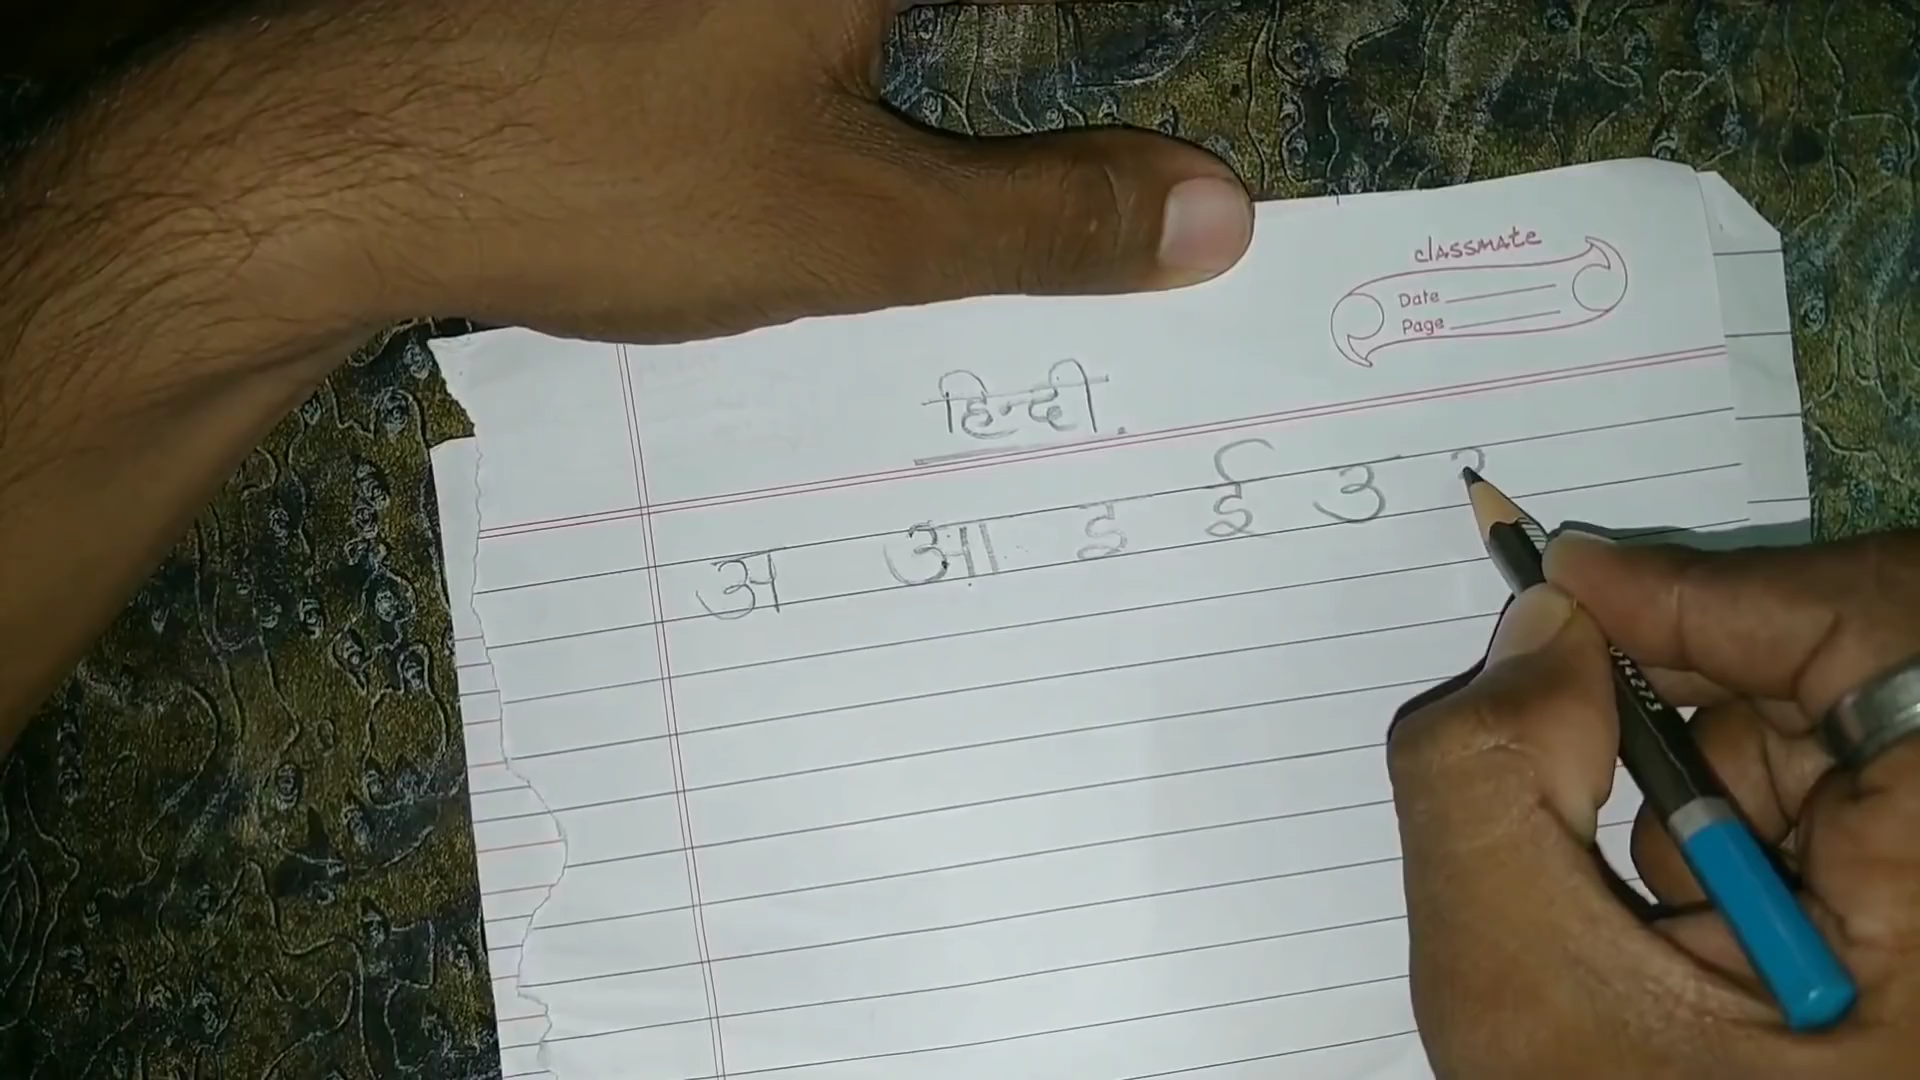 classmate
Date
Page
हिन्दी.
अ आ इ ई उ